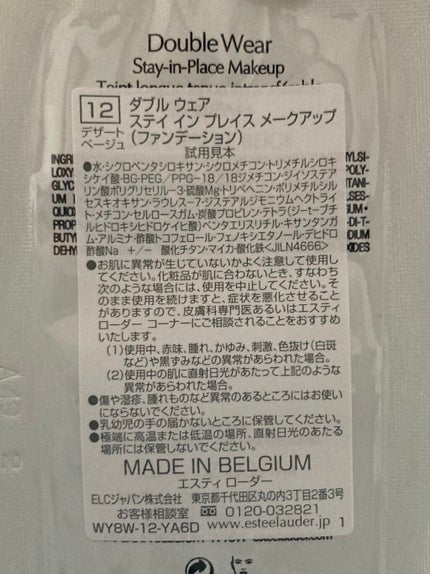 Double Wear
Stay-in-Place Makeup
12
デザート
ベージュ
ダブル ウェア
ステイ イン プレイス メークアップ
(ファンデーション)
試用見本
●水･シクロペンタシロキサン･シクロメチコン･トリメチルシロキ
シケイ酸･BG･PEG/PPG-18/18ジメチコン･ジイソステア
リン酸ポリグリセリル-3･硫酸Mg･トリベヘニン･ポリメチルシル
セスキオキサン･ラウレス-7･ジステアルジモニウムヘクトライ
ト･メチコン･セルロースガム･炭酸プロピレン･テトラ(ジ-t-ブチ
ルヒドロキシヒドロケイヒ酸)ペンタエリスリチル･キサンタンガ
ム･アルミナ･酢酸トコフェロール･フェノキシエタノール･デヒドロ
酢酸Na +/− 酸化チタン･マイカ･酸化鉄<JILN4666>
●お肌に異常が生じていないかよく注意して使用し
てください。化粧品が肌に合わないとき、すなわち
次のような場合には、使用を中止してください。そ
のまま使用を続けますと、症状を悪化させること
がありますので、皮膚科専門医あるいはエスティ
ローダー コーナーにご相談されることをおすすめ
いたします。
(1)使用中、赤味、腫れ、かゆみ、刺激、色抜け(白斑
など)や黒ずみなどの異常があらわれた場合。
(2)使用中の肌に直射日光があたって上記のような
異常があらわれた場合。
●傷や湿疹、腫れものなど異常のあるところにはお使い
にならないでください。
●乳幼児の手の届かないところに保管してください。
●極端に高温または低温の場所、直射日光のあたる
場所には保管しないでください。
MADE IN BELGIUM
エスティ ローダー
ELCジャパン株式会社 東京都千代田区丸の内3丁目2番3号
お客様相談室 0120-032821
WY8W-12-YA6D www.esteelauder.jp 1